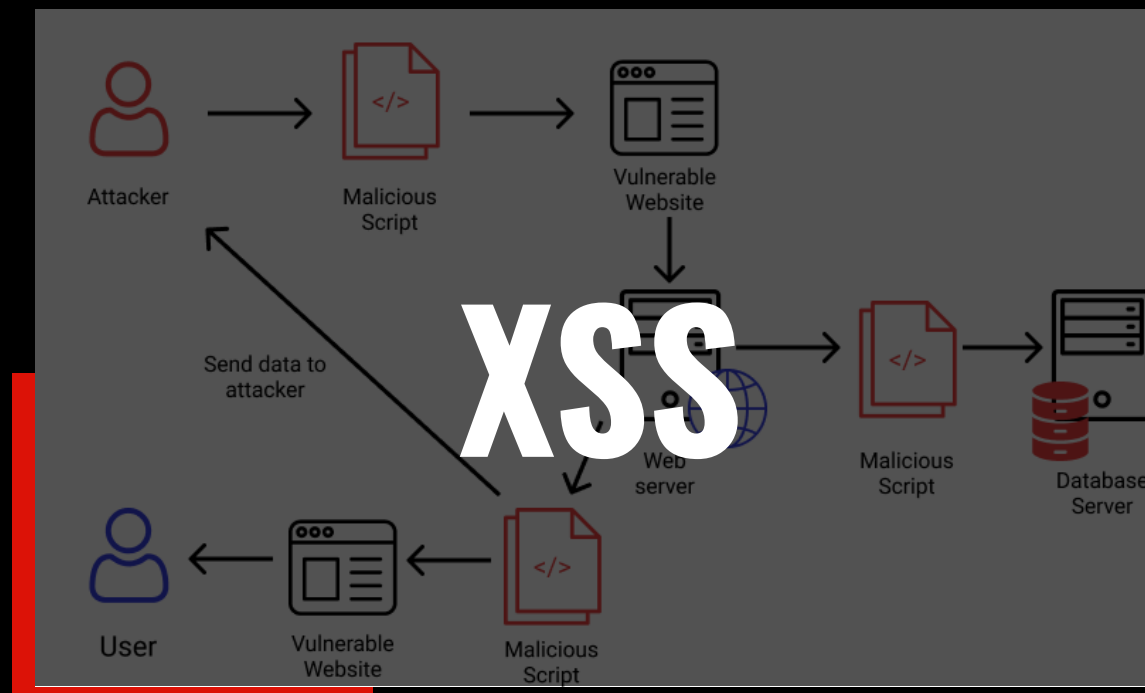 </>
Attacker
Malicious
Script
Vulnerable
Website
XSS
Send data to
attacker
</>
Web
server
Malicious
Script
Database
Server
</>
User
Vulnerable
Website
Malicious
Script